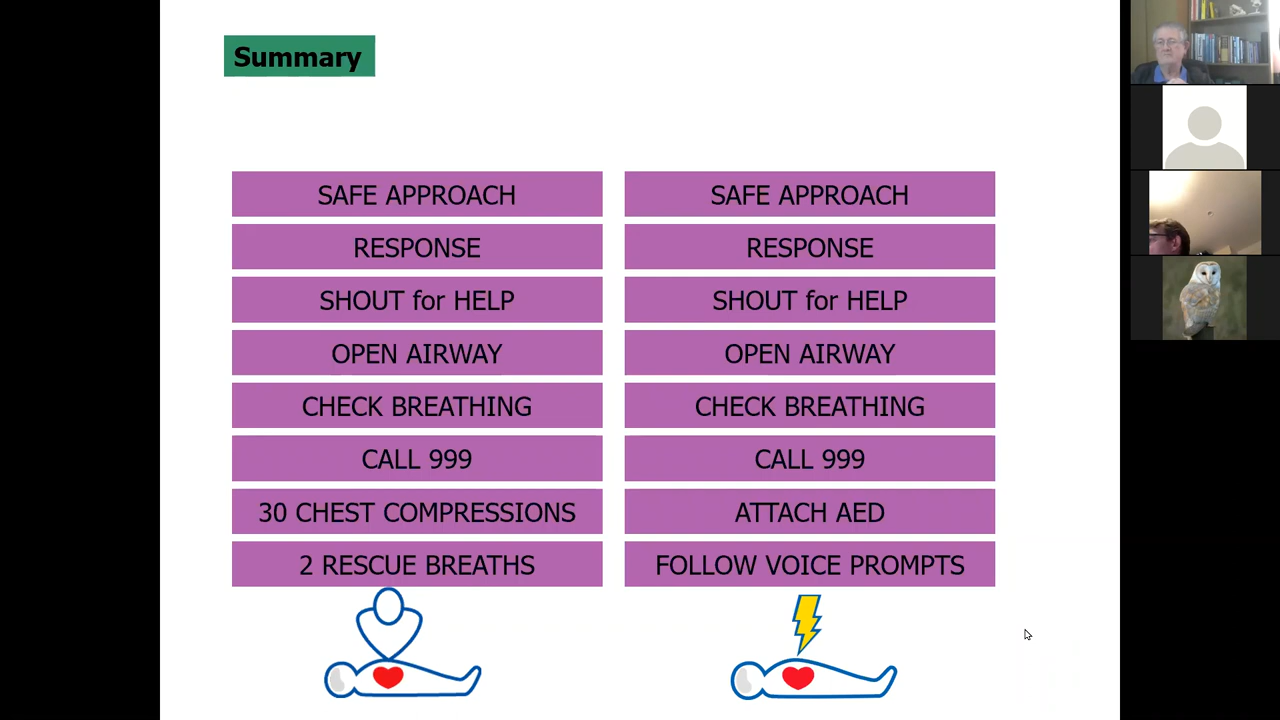 Summary
SAFE APPROACH
RESPONSE
SHOUT for HELP
OPEN AIRWAY
CHECK BREATHING
CALL 999
30 CHEST COMPRESSIONS
2 RESCUE BREATHS
SAFE APPROACH
RESPONSE
SHOUT for HELP
OPEN AIRWAY
CHECK BREATHING
CALL 999
ATTACH AED
FOLLOW VOICE PROMPTS